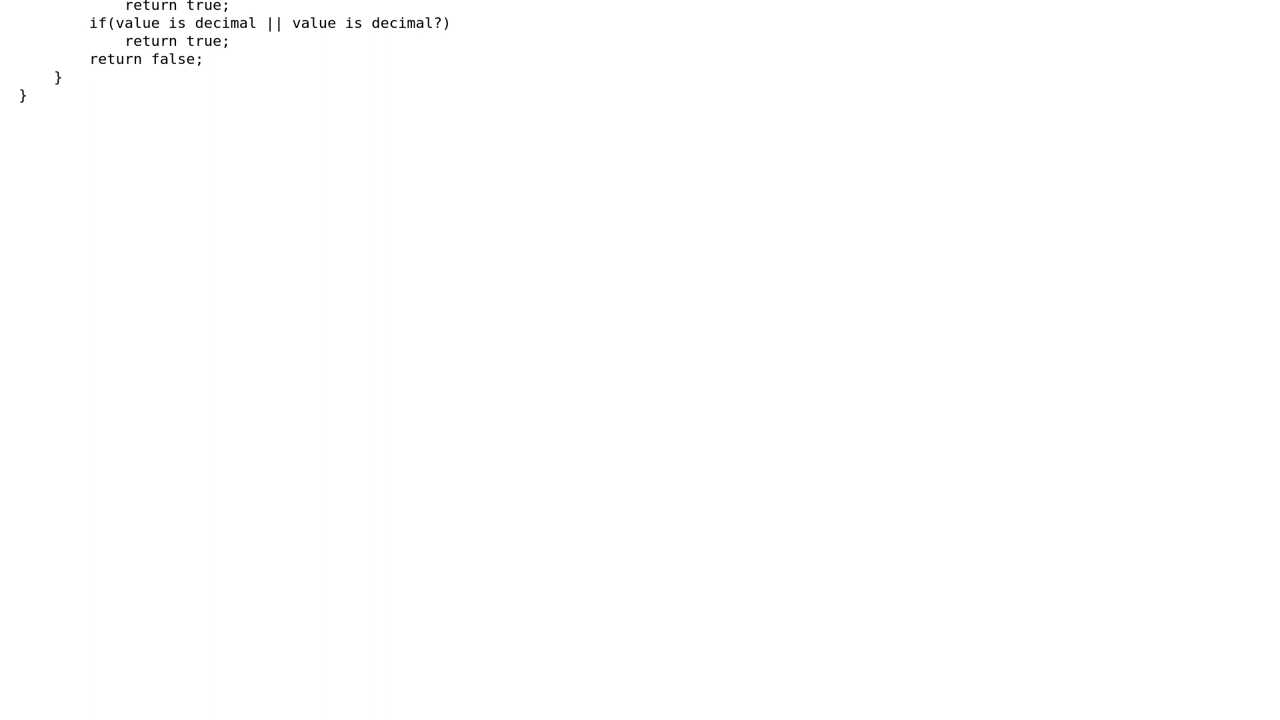 return true;
        if(value is decimal || value is decimal?)
            return true;
        return false;
    }
}